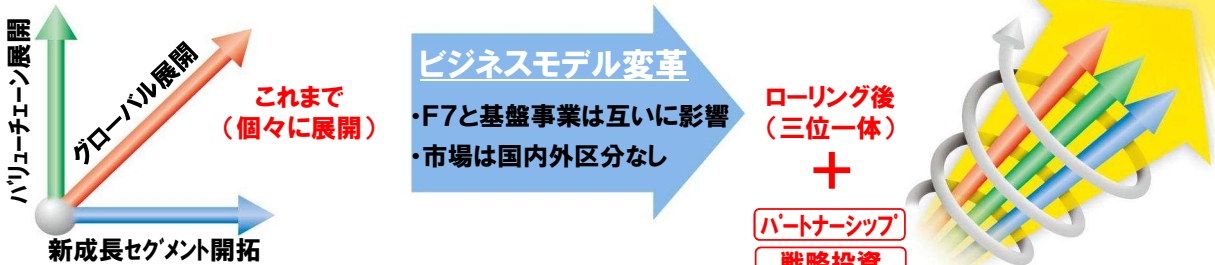 バリューチェーン展開
グローバル展開
新成長セグメント開拓
これまで
（個々に展開）
ビジネスモデル変革
・F7と基盤事業は互いに影響
・市場は国内外区分なし
ローリング後
（三位一体）
＋
パートナーシップ
戦略投資